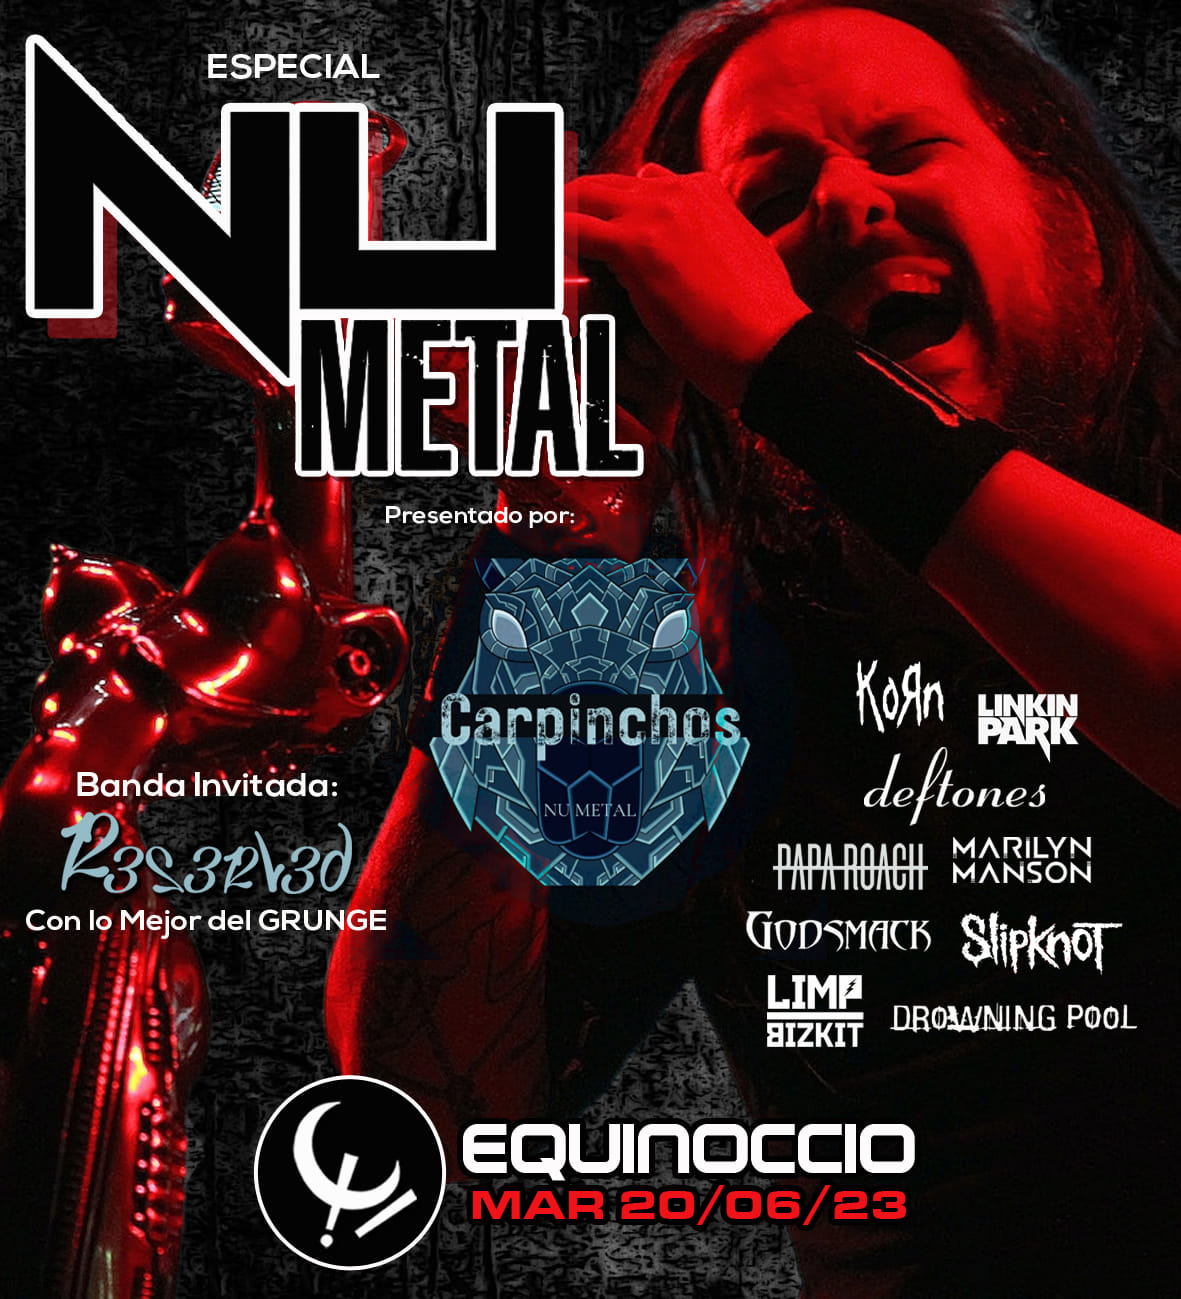 ESPECIAL
NU
METAL
Presentado por:
Carpinchos
NU METAL
Banda Invitada:
Reserved
Con lo Mejor del GRUNGE
KoЯn
LINKIN
PARK
deftones
PAPA ROACH
MARILYN
MANSON
GODSMACK
SlipknoT
LIMP
BIZKIT
DROWNING POOL
EQUINOCCIO
MAR 20/06/23